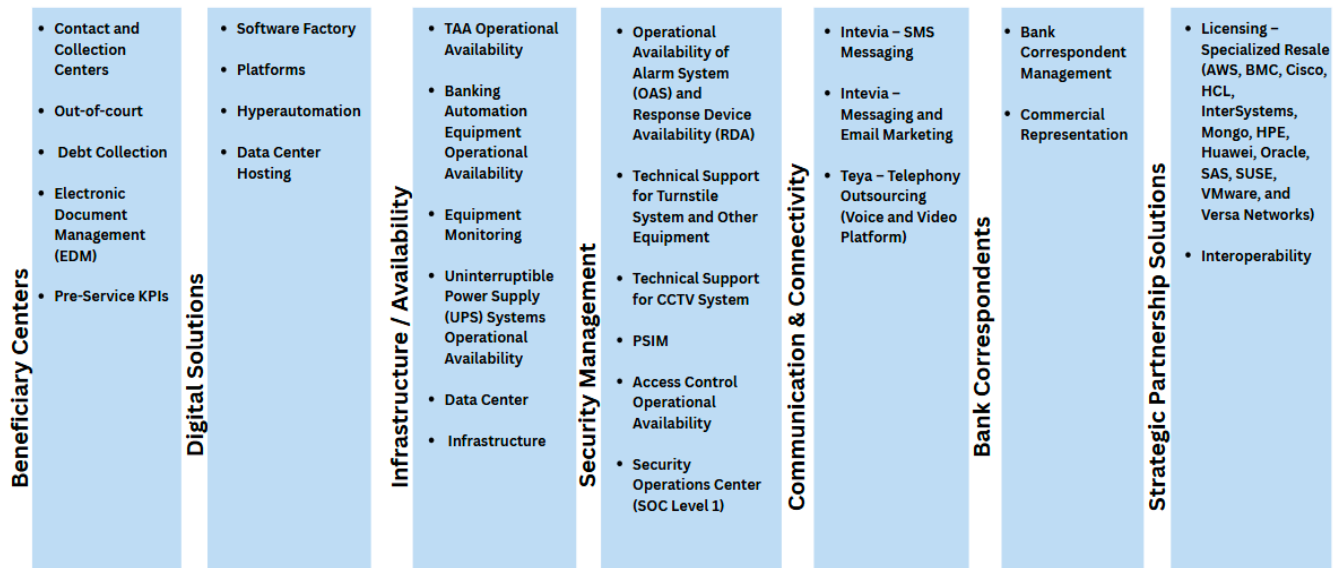 Beneficiary Centers
• Contact and
Collection
Centers
• Out-of-court
• Debt Collection
• Electronic
Document
Management
(EDM)
• Pre-Service KPIs
Digital Solutions
• Software Factory
• Platforms
• Hyperautomation
• Data Center
Hosting
Infrastructure / Availability
• TAA Operational
Availability
• Banking
Automation
Equipment
Operational
Availability
• Equipment
Monitoring
• Uninterruptible
Power Supply
(UPS) Systems
Operational
Availability
• Data Center
• Infrastructure
Security Management
• Operational
Availability of
Alarm System
(OAS) and
Response Device
Availability (RDA)
• Technical Support
for Turnstile
System and Other
Equipment
• Technical Support
for CCTV System
• PSIM
• Access Control
Operational
Availability
• Security
Operations Center
(SOC Level 1)
Communication & Connectivity
• Intevia – SMS
Messaging
• Intevia –
Messaging and
Email Marketing
• Teya – Telephony
Outsourcing
(Voice and Video
Platform)
Bank Correspondents
• Bank
Correspondent
Management
• Commercial
Representation
Strategic Partnership Solutions
• Licensing –
Specialized Resale
(AWS, BMC, Cisco,
HCL,
InterSystems,
Mongo, HPE,
Huawei, Oracle,
SAS, SUSE,
VMware, and
Versa Networks)
• Interoperability